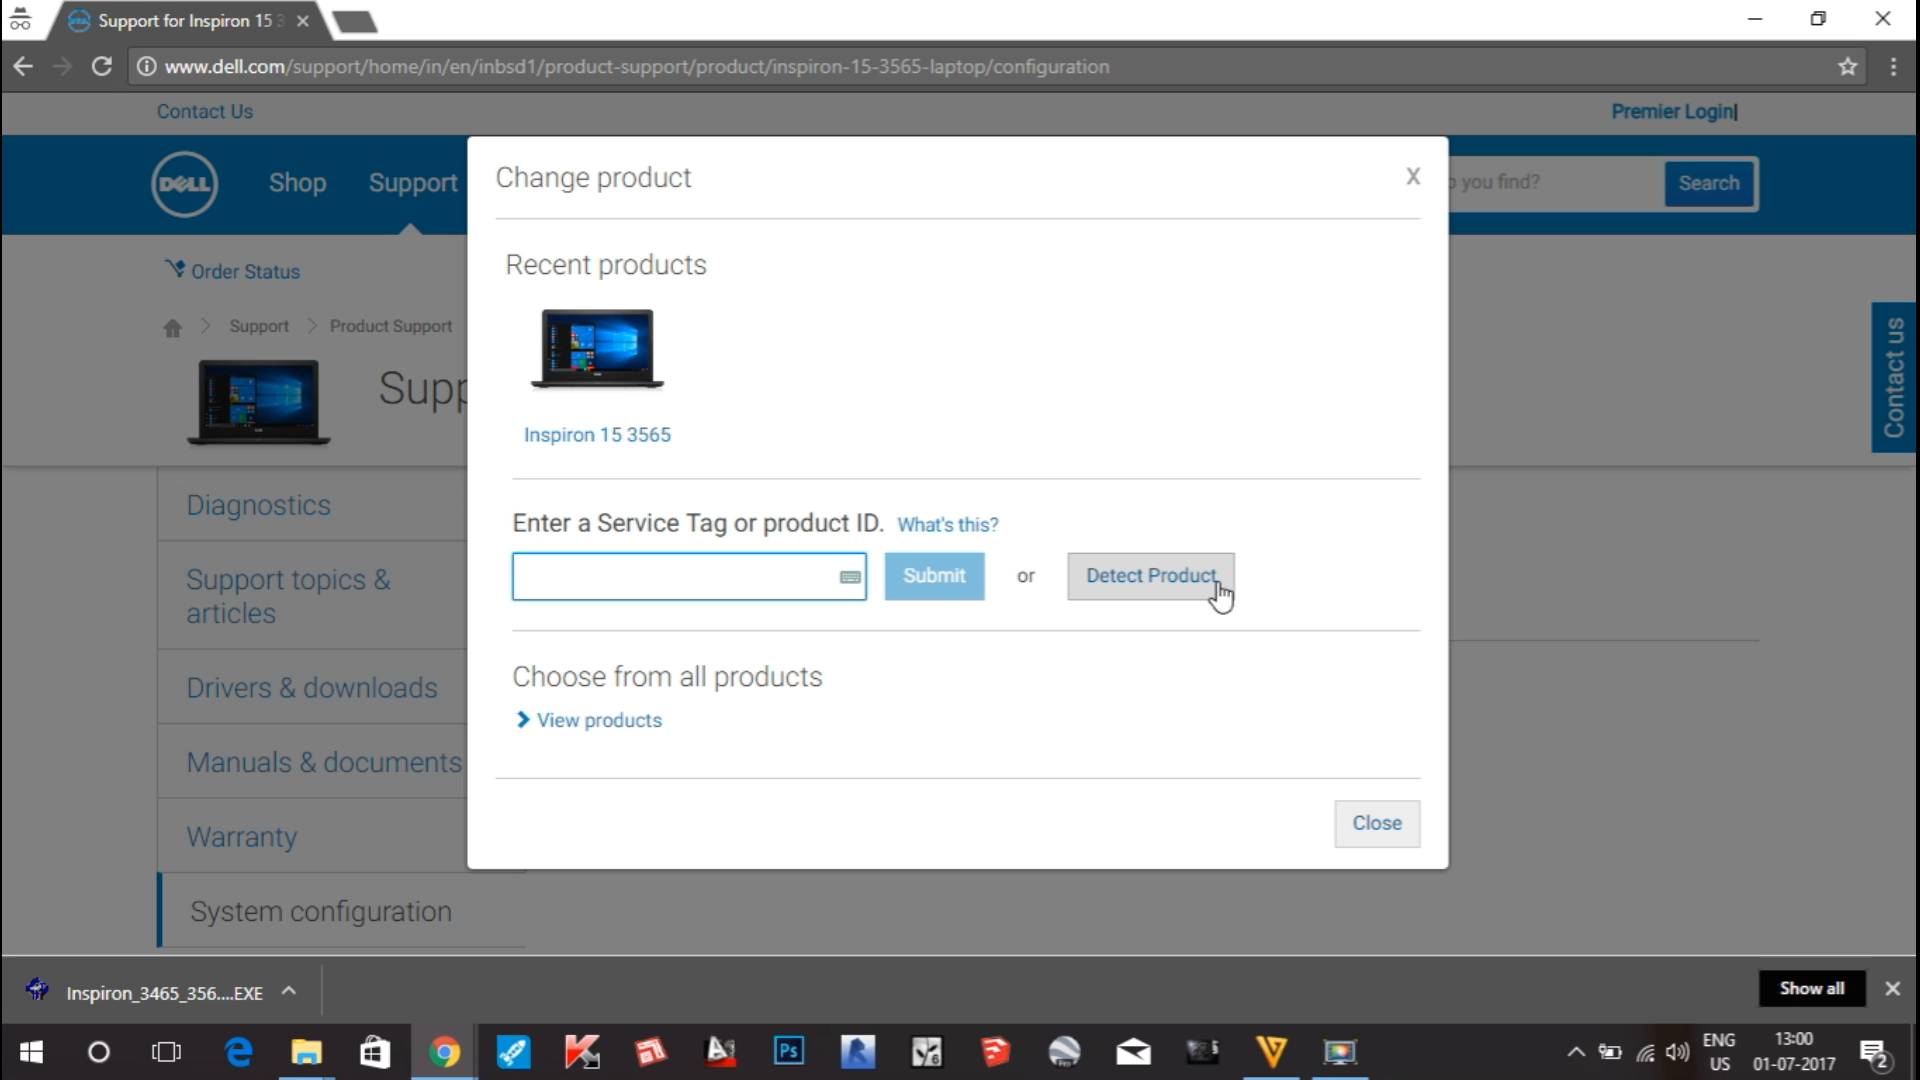 Support for Inspiron 15 3
www.dell.com/support/home/in/en/inbsd1/product-support/product/inspiron-15-3565-laptop/configuration
Contact Us
Premier Login|
DELL
Shop
Support
you find?
Search
Order Status
Support
Product Support
Supp
Contact us
Change product
X
Recent products
Inspiron 15 3565
Enter a Service Tag or product ID. What's this?
Submit
or
Detect Product
Choose from all products
View products
Close
Diagnostics
Support topics &
articles
Drivers & downloads
Manuals & documents
Warranty
System configuration
Inspiron_3465_356....EXE
Show all
Ps
ENG
US
13:00
01-07-2017
2